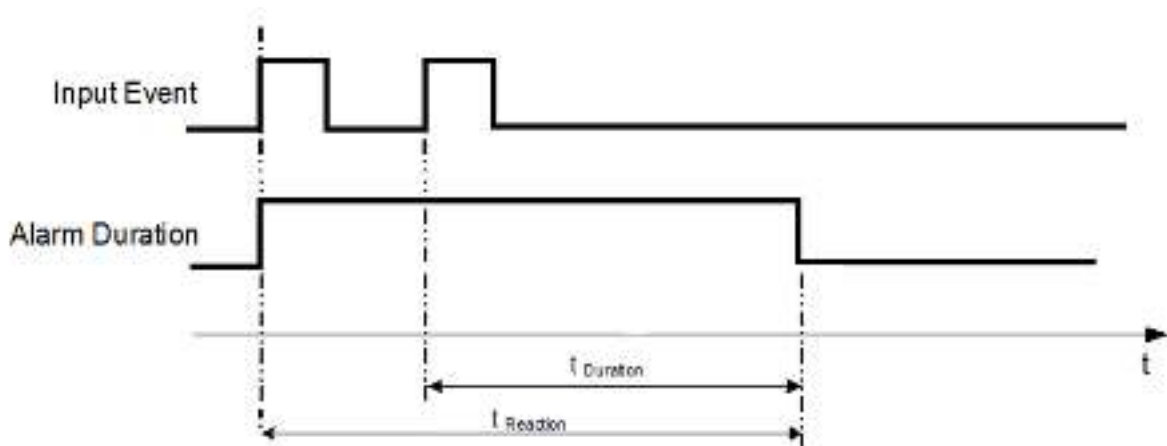 Input Event
Alarm Duration
t
t Duration
t Reaction